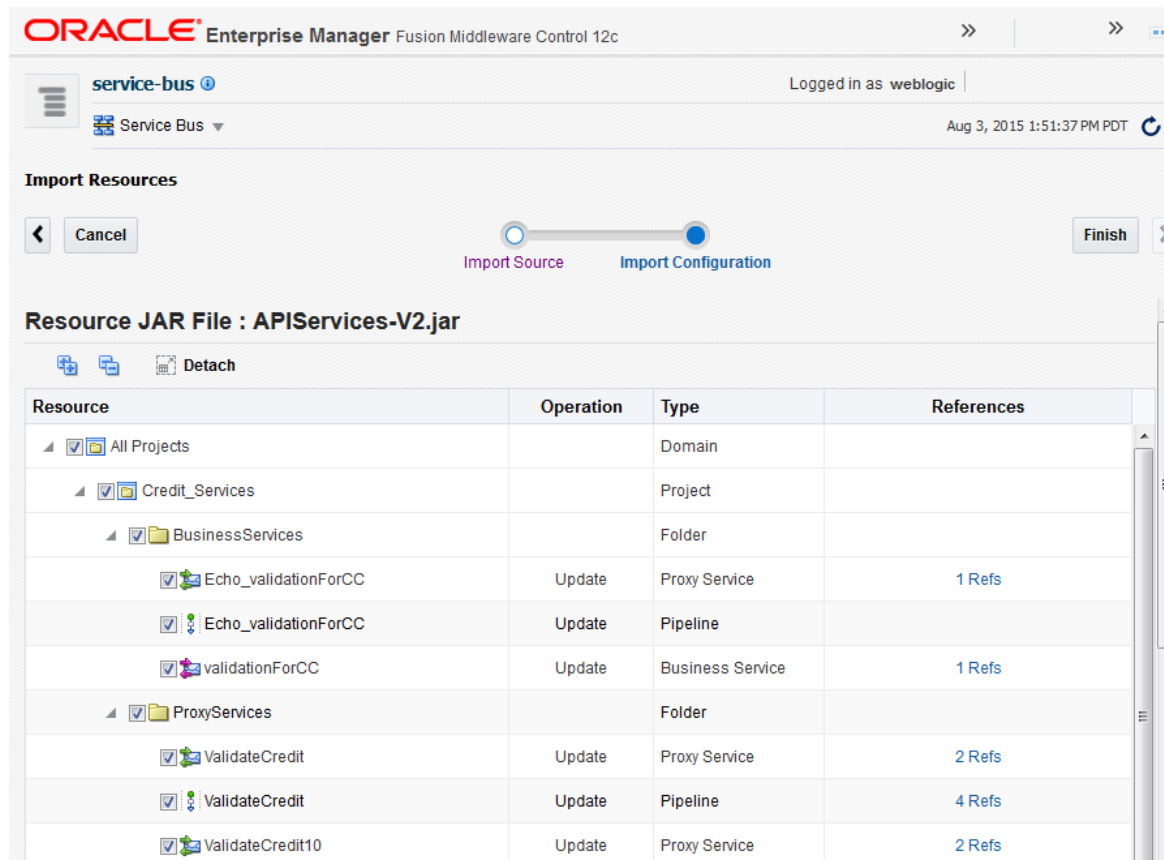 ORACLE Enterprise Manager Fusion Middleware Control 12c » »
service-bus Logged in as weblogic
Service Bus Aug 3, 2015 1:51:37 PM PDT
Import Resources
Cancel Finish
Import Source Import Configuration
Resource JAR File : APIServices-V2.jar
Detach
Resource Operation Type References
All Projects Domain
Credit_Services Project
BusinessServices Folder
Echo_validationForCC Update Proxy Service 1 Refs
Echo_validationForCC Update Pipeline
validationForCC Update Business Service 1 Refs
ProxyServices Folder
ValidateCredit Update Proxy Service 2 Refs
ValidateCredit Update Pipeline 4 Refs
ValidateCredit10 Update Proxy Service 2 Refs